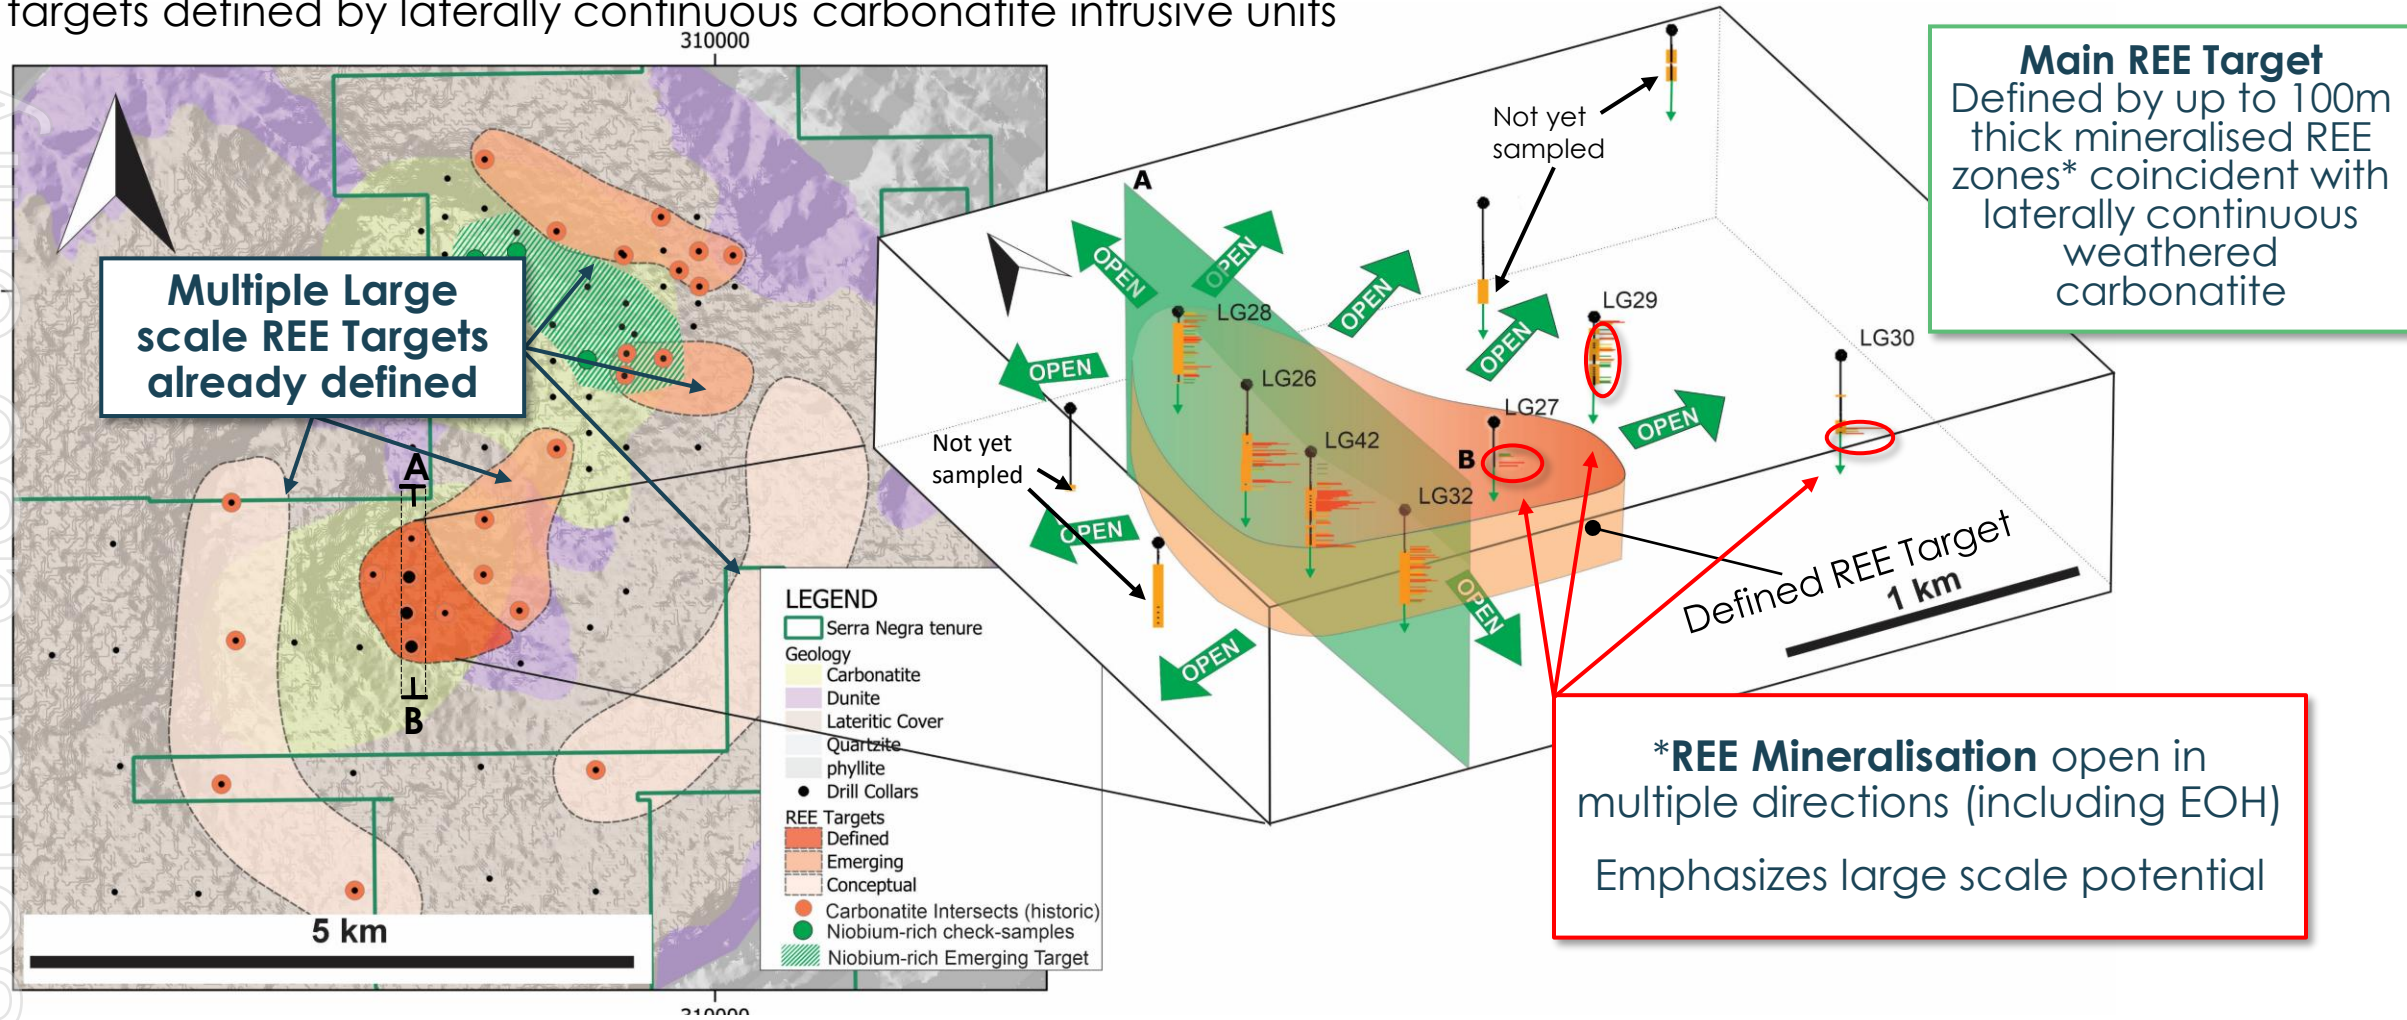 targets defined by laterally continuous carbonatite intrusive units
310000
Multiple Large
scale REE Targets
already defined
A
B
5 km
310000
LEGEND
Serra Negra tenure
Geology
Carbonatite
Dunite
Lateritic Cover
Quartzite
phyllite
Drill Collars
REE Targets
Defined
Emerging
Conceptual
Carbonatite Intersects (historic)
Niobium-rich check-samples
Niobium-rich Emerging Target
Not yet
sampled
A
OPEN
OPEN
OPEN
OPEN
OPEN
OPEN
OPEN
OPEN
OPEN
LG28
LG29
LG30
LG26
LG27
LG42
B
LG32
Not yet
sampled
Defined REE Target
1 km
Main REE Target
Defined by up to 100m
thick mineralised REE
zones* coincident with
laterally continuous
weathered
carbonatite
*REE Mineralisation open in
multiple directions (including EOH)
Emphasizes large scale potential